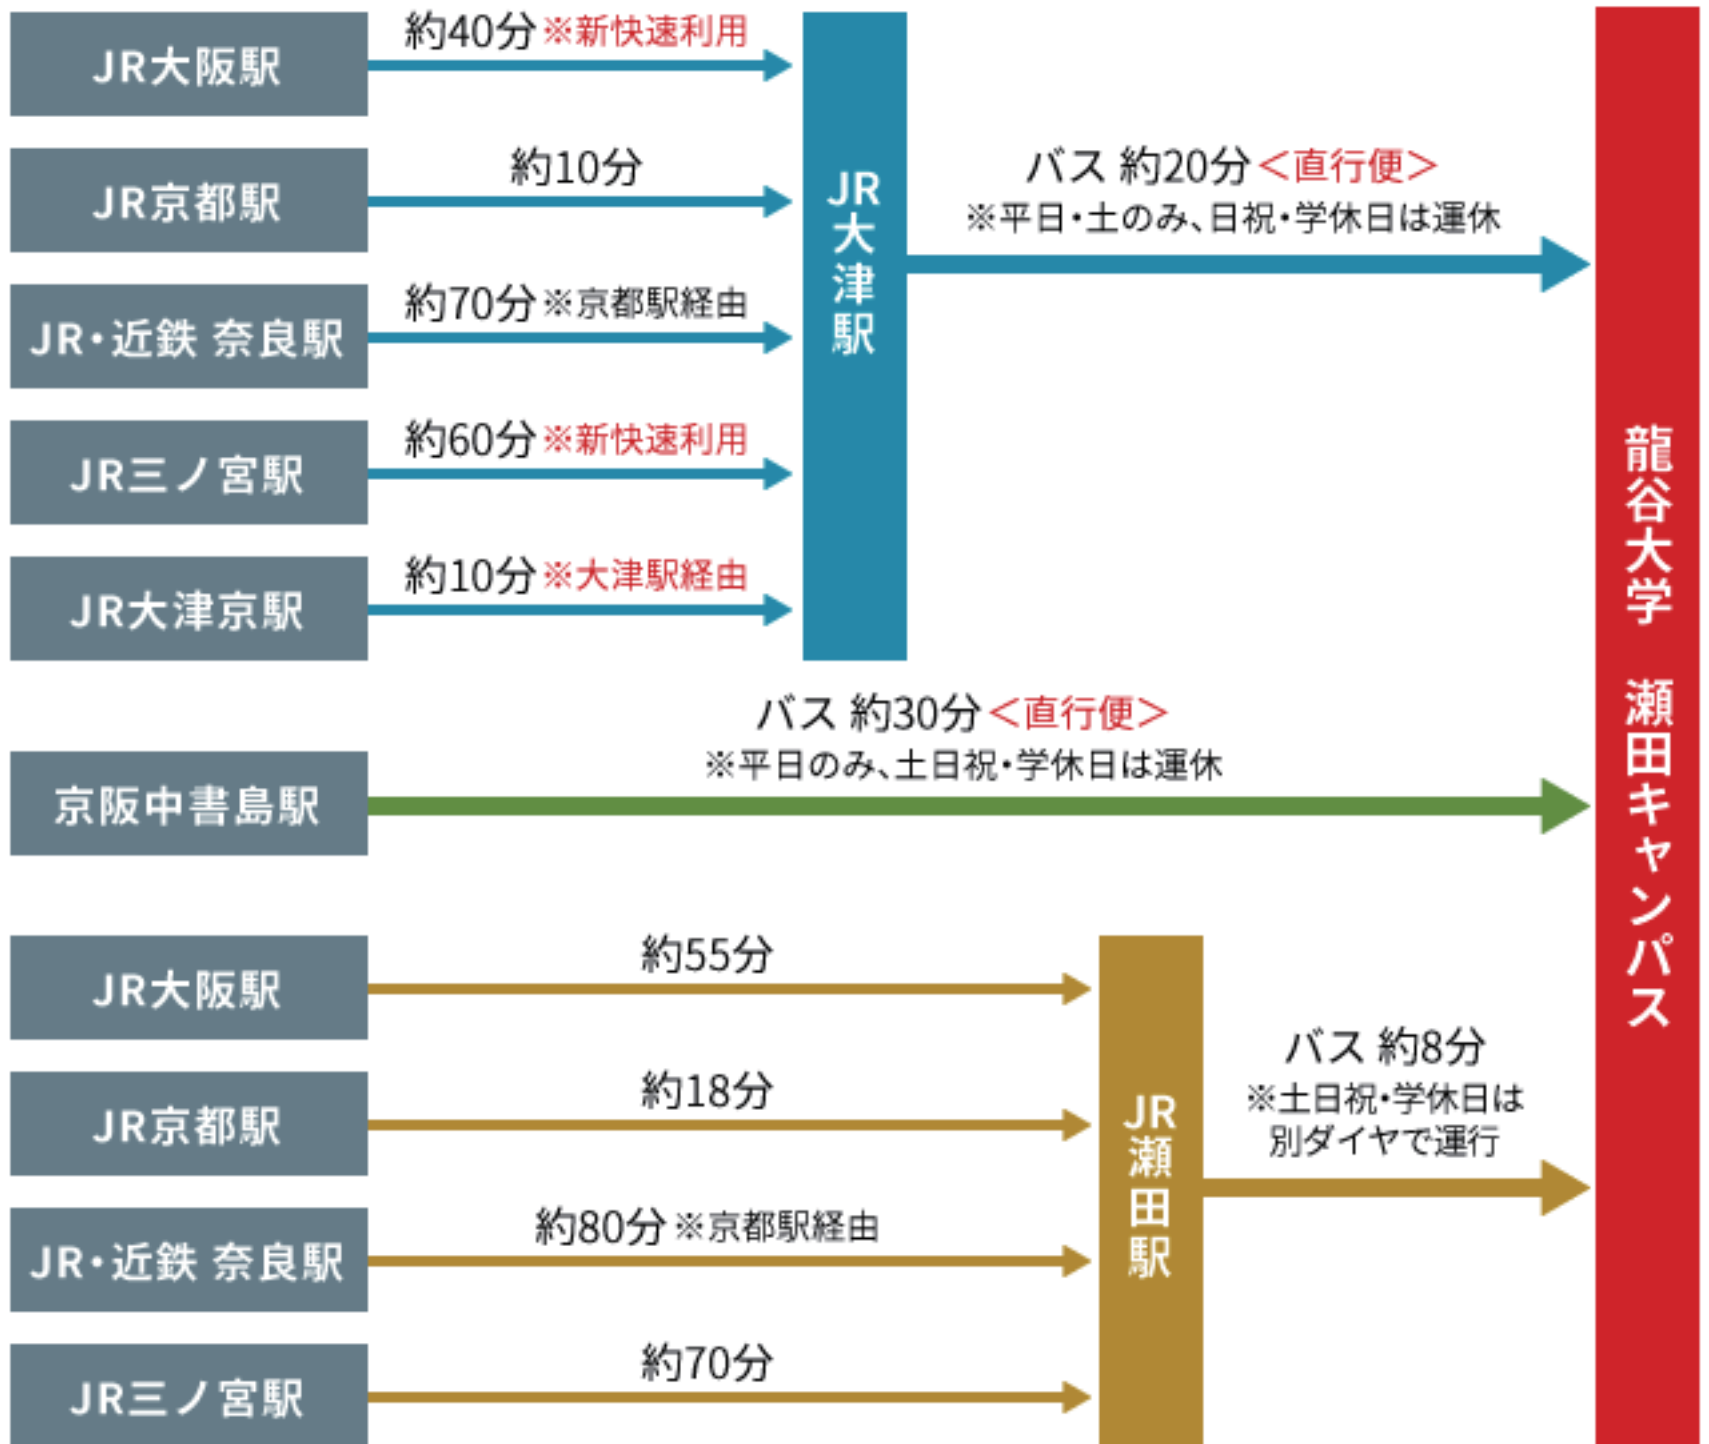 JR大阪駅
約40分※新快速利用
JR京都駅
約10分
JR・近鉄 奈良駅
約70分※京都駅経由
JR三ノ宮駅
約60分※新快速利用
JR大津京駅
約10分※大津駅経由
JR大津駅
バス 約20分<直行便>
※平日・土のみ、日祝・学休日は運休
京阪中書島駅
バス 約30分<直行便>
※平日のみ、土日祝・学休日は運休
JR大阪駅
約55分
JR京都駅
約18分
JR・近鉄 奈良駅
約80分※京都駅経由
JR三ノ宮駅
約70分
JR瀬田駅
バス 約8分
※土日祝・学休日は
別ダイヤで運行
龍谷大学 瀬田キャンパス